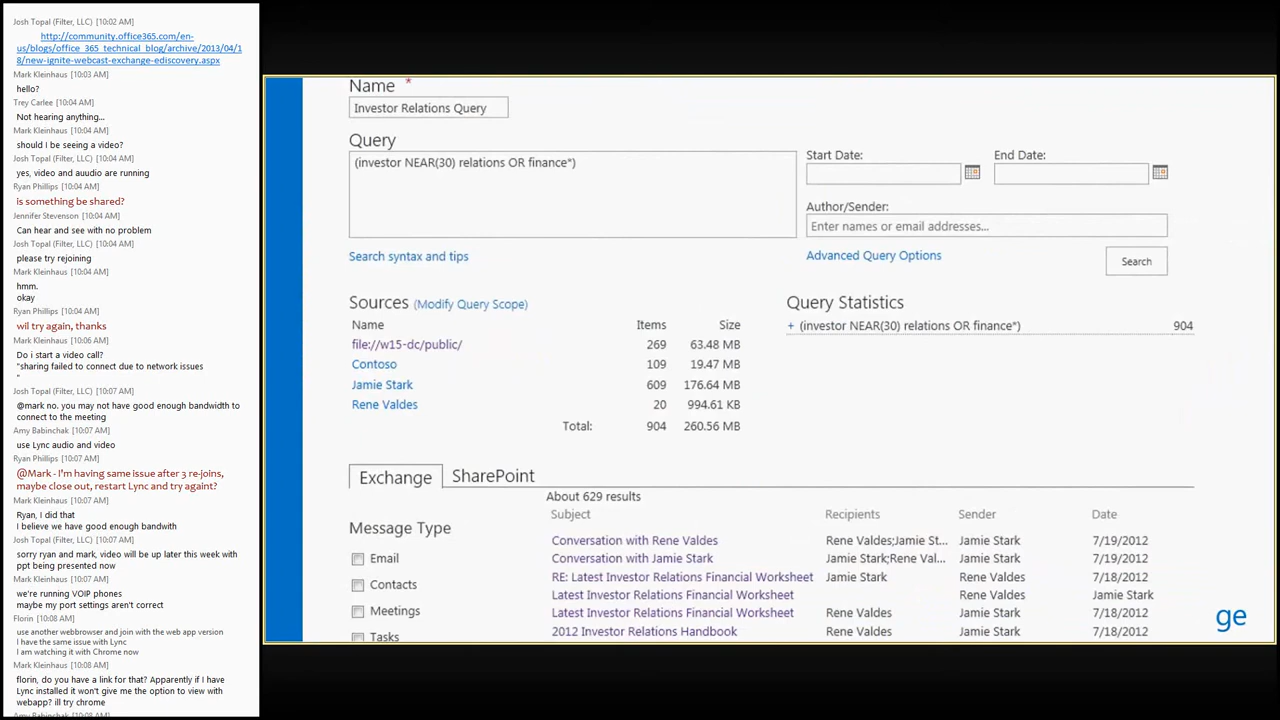 Josh Topal (Filter, LLC) [10:02 AM]
http://community.office365.com/en-
us/blogs/office_365_technical_blog/archive/2013/04/1
8/new-ignite-webcast-exchange-ediscovery.aspx
Mark Kleinhaus [10:03 AM]
hello?
Trey Carlee [10:04 AM]
Not hearing anything...
Mark Kleinhaus [10:04 AM]
should I be seeing a video?
Josh Topal (Filter, LLC) [10:04 AM]
yes, video and auudio are running
Ryan Phillips [10:04 AM]
is something be shared?
Jennifer Stevenson [10:04 AM]
Can hear and see with no problem
Josh Topal (Filter, LLC) [10:04 AM]
please try rejoining
Mark Kleinhaus [10:04 AM]
hmm.
okay
Ryan Phillips [10:04 AM]
wil try again, thanks
Mark Kleinhaus [10:06 AM]
Do i start a video call?
"sharing failed to connect due to network issues
"
Josh Topal (Filter, LLC) [10:07 AM]
@mark no. you may not have good enough bandwidth to
connect to the meeting
Amy Babinchak [10:07 AM]
use Lync audio and video
Ryan Phillips [10:07 AM]
@Mark - I'm having same issue after 3 re-joins,
maybe close out, restart Lync and try againt?
Mark Kleinhaus [10:07 AM]
Ryan, I did that
I believe we have good enough bandwith
Josh Topal (Filter, LLC) [10:07 AM]
sorry ryan and mark, video will be up later this week with
ppt being presented now
Mark Kleinhaus [10:07 AM]
we're running VOIP phones
maybe my port settings aren't correct
Florin [10:08 AM]
use another webrowser and join with the web app version
I have the same issue with Lync
I am watching it with Chrome now
Mark Kleinhaus [10:08 AM]
florin, do you have a link for that? Apparently if I have
Lync installed it won't give me the option to view with
webapp? ill try chrome
Amy Babinchak [10:08 AM]
Name *
Investor Relations Query
Query
(investor NEAR(30) relations OR finance*)
Start Date: End Date:
Author/Sender:
Enter names or email addresses...
Search syntax and tips
Advanced Query Options
Search
Sources (Modify Query Scope)
Name Items Size
file://w15-dc/public/ 269 63.48 MB
Contoso 109 19.47 MB
Jamie Stark 609 176.64 MB
Rene Valdes 20 994.61 KB
Total: 904 260.56 MB
Query Statistics
+ (investor NEAR(30) relations OR finance*) 904
Exchange SharePoint
About 629 results
Message Type
Email
Contacts
Meetings
Tasks
Subject Recipients Sender Date
Conversation with Rene Valdes Rene Valdes;Jamie St... Jamie Stark 7/19/2012
Conversation with Jamie Stark Jamie Stark;Rene Val... Jamie Stark 7/19/2012
RE: Latest Investor Relations Financial Worksheet Jamie Stark Rene Valdes 7/18/2012
Latest Investor Relations Financial Worksheet Rene Valdes Jamie Stark
Latest Investor Relations Financial Worksheet Rene Valdes Jamie Stark 7/18/2012
2012 Investor Relations Handbook Rene Valdes Jamie Stark 7/18/2012
ge